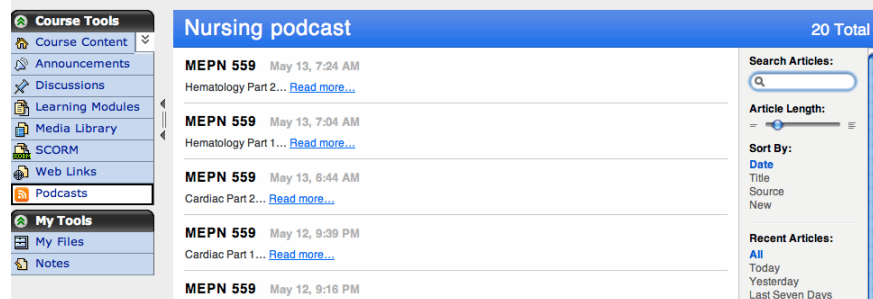 Course Tools
Course Content
Announcements
Discussions
Learning Modules
Media Library
SCORM
Web Links
Podcasts
My Tools
My Files
Notes
Nursing podcast
20 Total
MEPN 559 May 13, 7:24 AM
Hematology Part 2... Read more...
MEPN 559 May 13, 7:04 AM
Hematology Part 1... Read more...
MEPN 559 May 13, 6:44 AM
Cardiac Part 2... Read more...
MEPN 559 May 12, 9:39 PM
Cardiac Part 1... Read more...
MEPN 559 May 12, 9:16 PM
Search Articles:
Article Length:
Sort By:
Date
Title
Source
New
Recent Articles:
All
Today
Yesterday
Last Seven Days